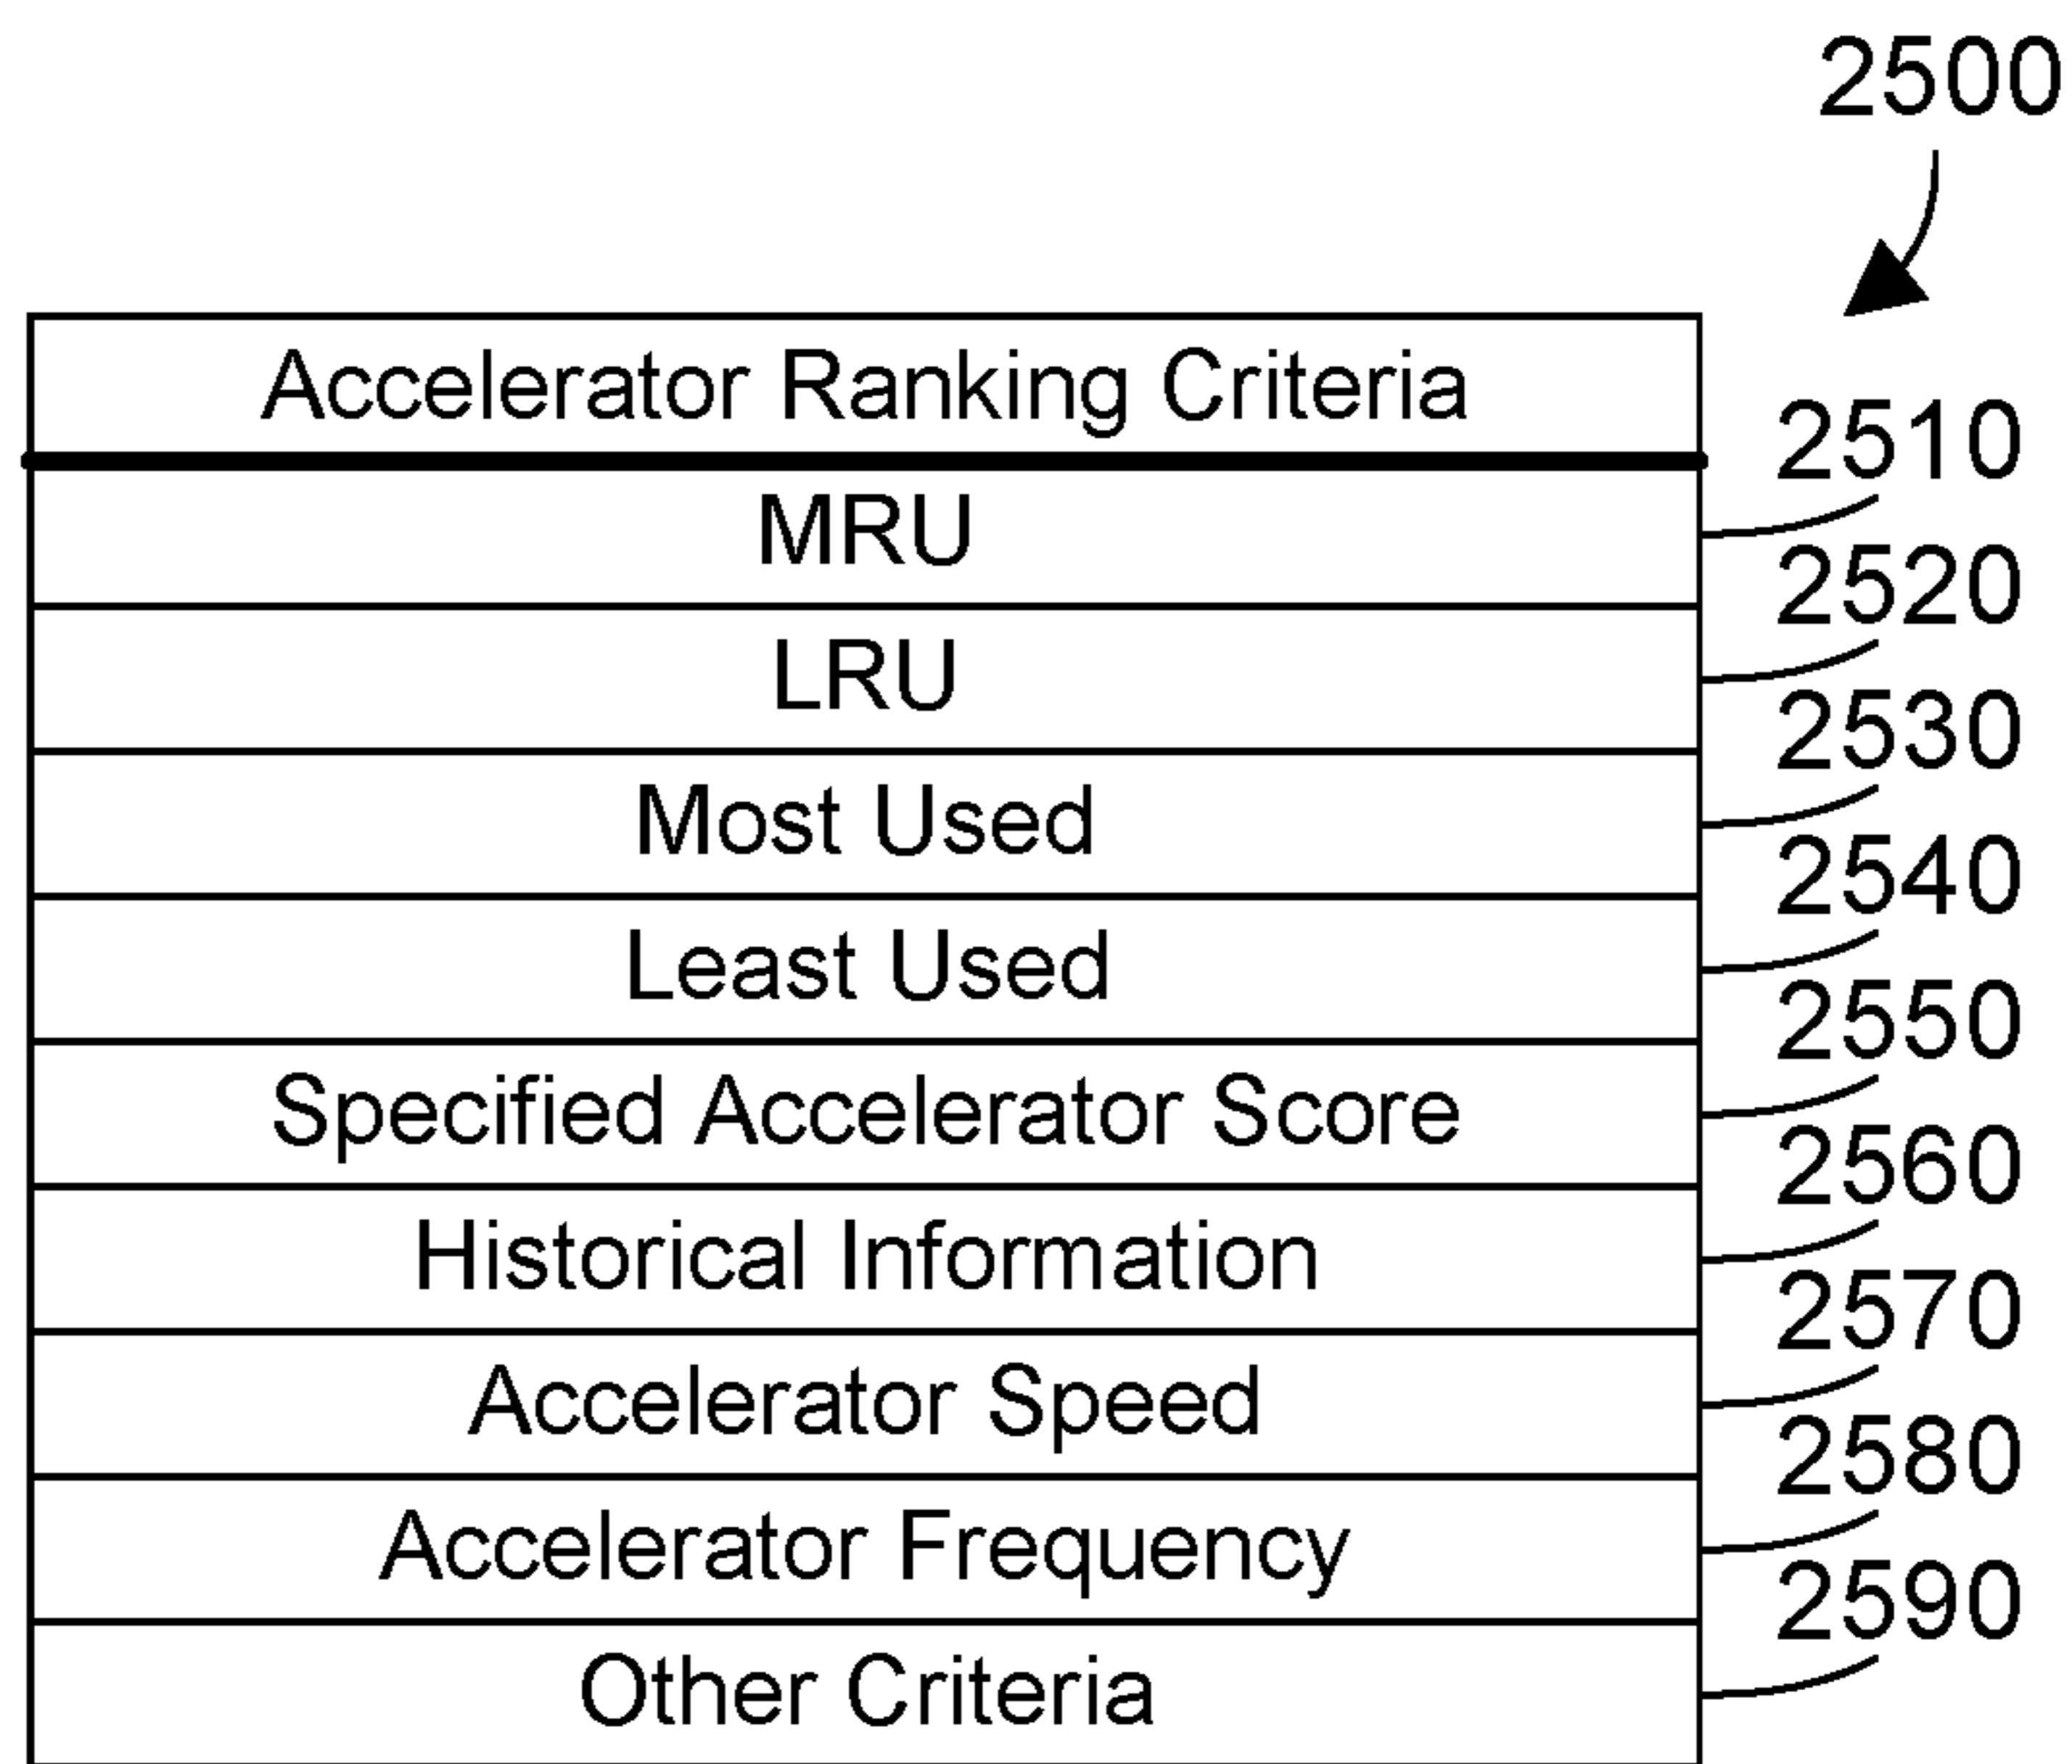 2500
Accelerator Ranking Criteria
2510
MRU
2520
LRU
2530
Most Used
2540
Least Used
2550
Specified Accelerator Score
2560
Historical Information
2570
Accelerator Speed
2580
Accelerator Frequency
2590
Other Criteria